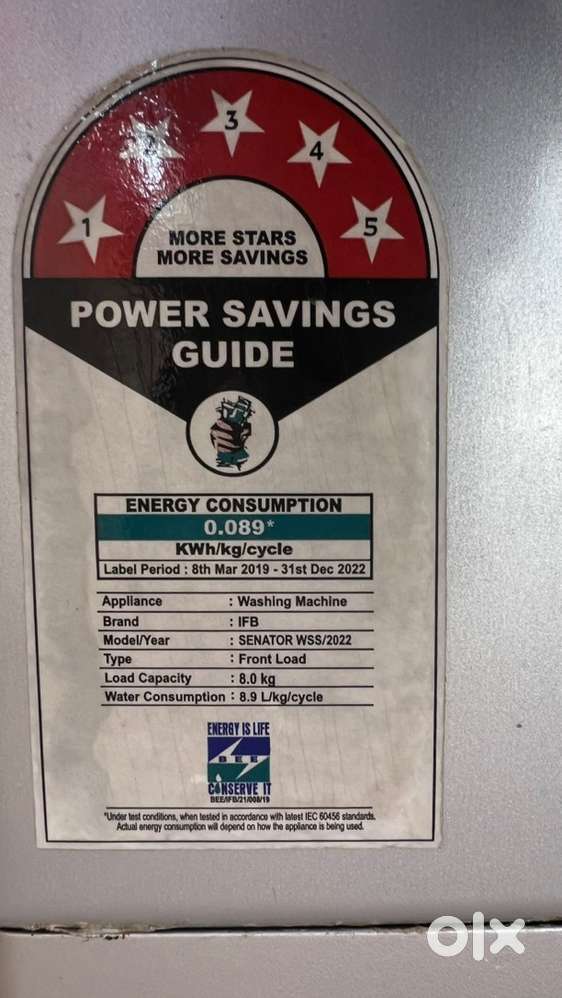 1 2 3 4 5
MORE STARS
MORE SAVINGS
POWER SAVINGS
GUIDE
ENERGY CONSUMPTION
0.089*
KWh/kg/cycle
Label Period : 8th Mar 2019 - 31st Dec 2022
Appliance : Washing Machine
Brand : IFB
Model/Year : SENATOR WSS/2022
Type : Front Load
Load Capacity : 8.0 kg
Water Consumption : 8.9 L/kg/cycle
ENERGY IS LIFE
BEE
CONSERVE IT
BEE/IFB/21/008/19
*Under test conditions, when tested in accordance with latest IEC 60456 standards.
Actual energy consumption will depend on how the appliance is being used.
olx